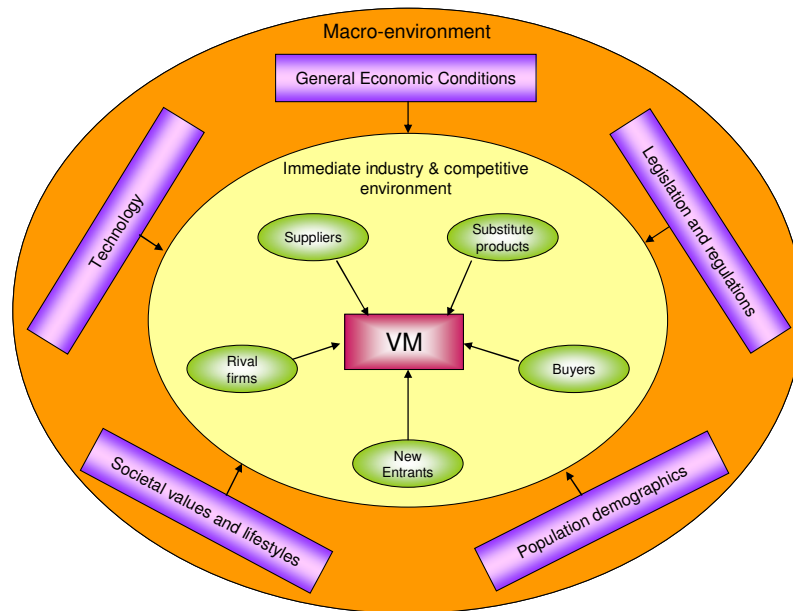 Macro-environment
General Economic Conditions
Technology
Legislation and regulations
Immediate industry & competitive
environment
Suppliers
Substitute
products
VM
Rival
firms
Buyers
New
Entrants
Societal values and lifestyles
Population demographics